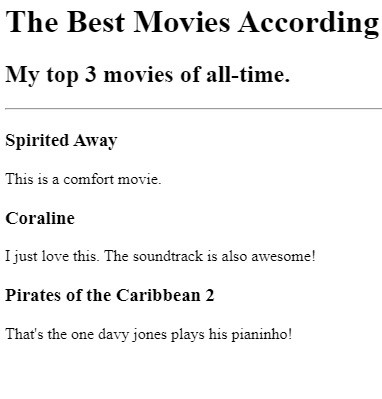 The Best Movies According
My top 3 movies of all-time.
Spirited Away
This is a comfort movie.
Coraline
I just love this. The soundtrack is also awesome!
Pirates of the Caribbean 2
That's the one davy jones plays his pianinho!